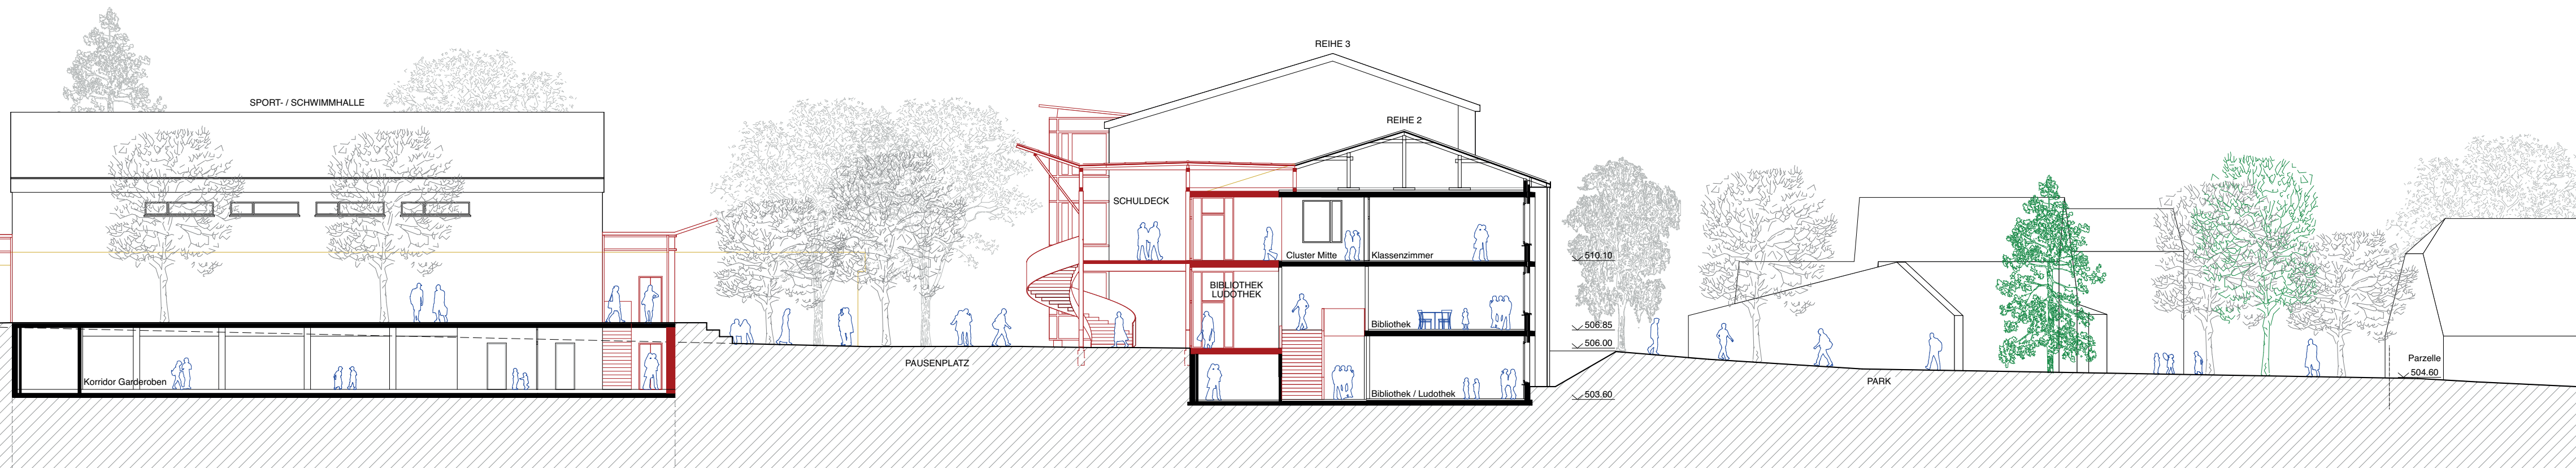 REIHE 3
SPORT- / SCHWIMMHALLE
REIHE 2
SCHULDECK
Cluster Mitte
Klassenzimmer
510.10
BIBLIOTHEK
LUDOTHEK
Bibliothek
506.85
506.00
PAUSENPLATZ
Parzelle
504.60
Korridor Garderoben
PARK
Bibliothek / Ludothek
503.60